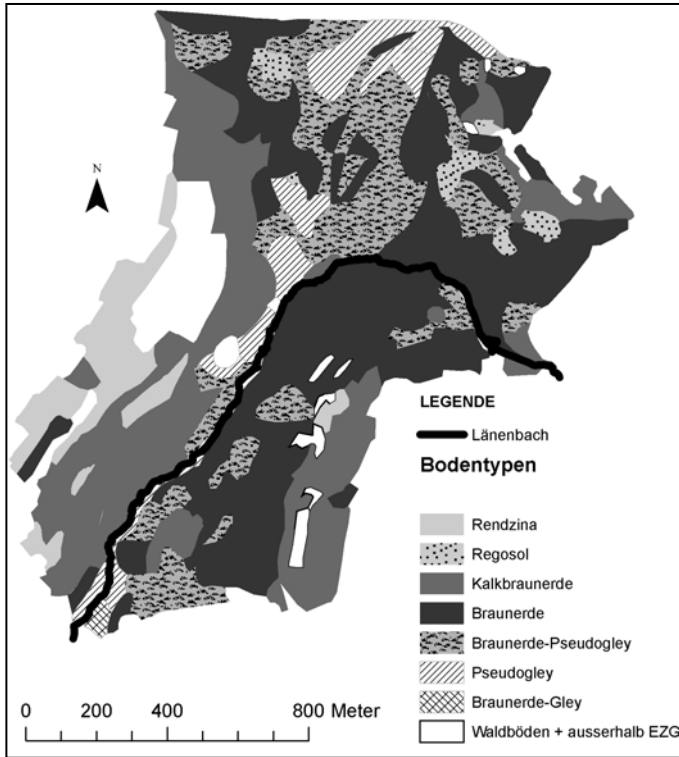 N
LEGENDE
Länenbach
Bodentypen
Rendzina
Regosol
Kalkbraunerde
Braunerde
Braunerde-Pseudogley
Pseudogley
Braunerde-Gley
Waldböden + ausserhalb EZG
0 200 400 800 Meter